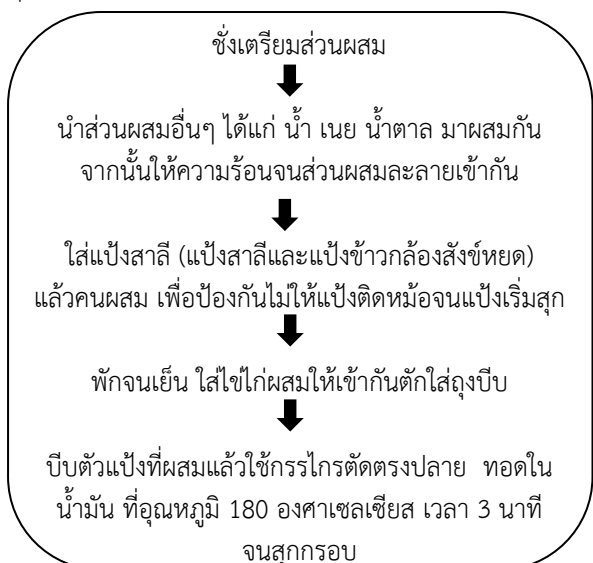 ชั่งเตรียมส่วนผสม
นำส่วนผสมอื่นๆ ได้แก่ น้ำ เนย น้ำตาล มาผสมกัน
จากนั้นให้ความร้อนจนส่วนผสมละลายเข้ากัน
ใส่แป้งสาลี (แป้งสาลีและแป้งข้าวกล้องสังข์หยด)
แล้วคนผสม เพื่อป้องกันไม่ให้แป้งติดหม้อจนแป้งเริ่มสุก
พักจนเย็น ใส่ไข่ไก่ผสมให้เข้ากันตักใส่ถุงบีบ
บีบตัวแป้งที่ผสมแล้วใช้กรรไกรตัดตรงปลาย ทอดใน
น้ำมัน ที่อุณหภูมิ 180 องศาเซลเซียส เวลา 3 นาที
จนสุกกรอบ